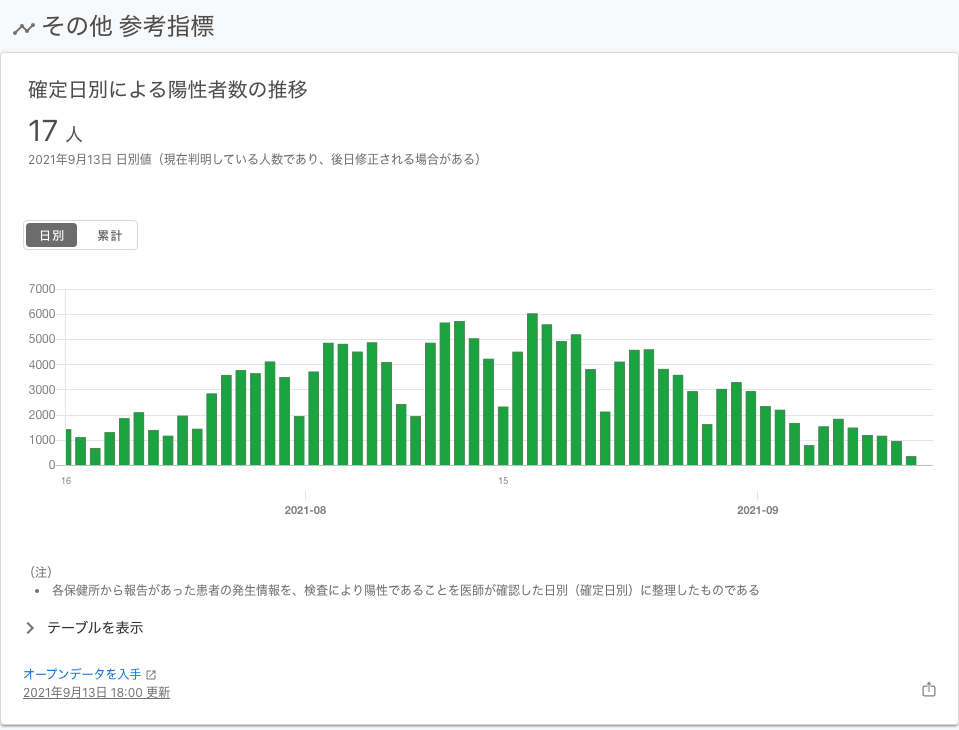 その他 参考指標
確定日別による陽性者数の推移
17 人
2021年9月13日 日別値（現在判明している人数であり、後日修正される場合がある）
日別 累計
7000
6000
5000
4000
3000
2000
1000
0
16 15
2021-08 2021-09
（注）
• 各保健所から報告があった患者の発生情報を、検査により陽性であることを医師が確認した日別（確定日別）に整理したものである
テーブルを表示
オープンデータを入手
2021年9月13日 18:00 更新